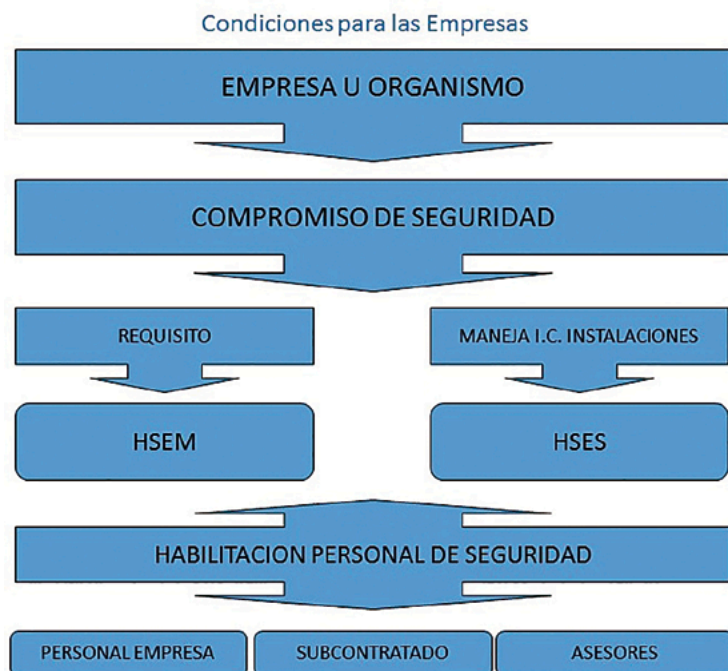 Condiciones para las Empresas
EMPRESA U ORGANISMO
COMPROMISO DE SEGURIDAD
REQUISITO
MANEJA I.C. INSTALACIONES
HSEM
HSES
HABILITACION PERSONAL DE SEGURIDAD
PERSONAL EMPRESA
SUBCONTRATADO
ASESORES